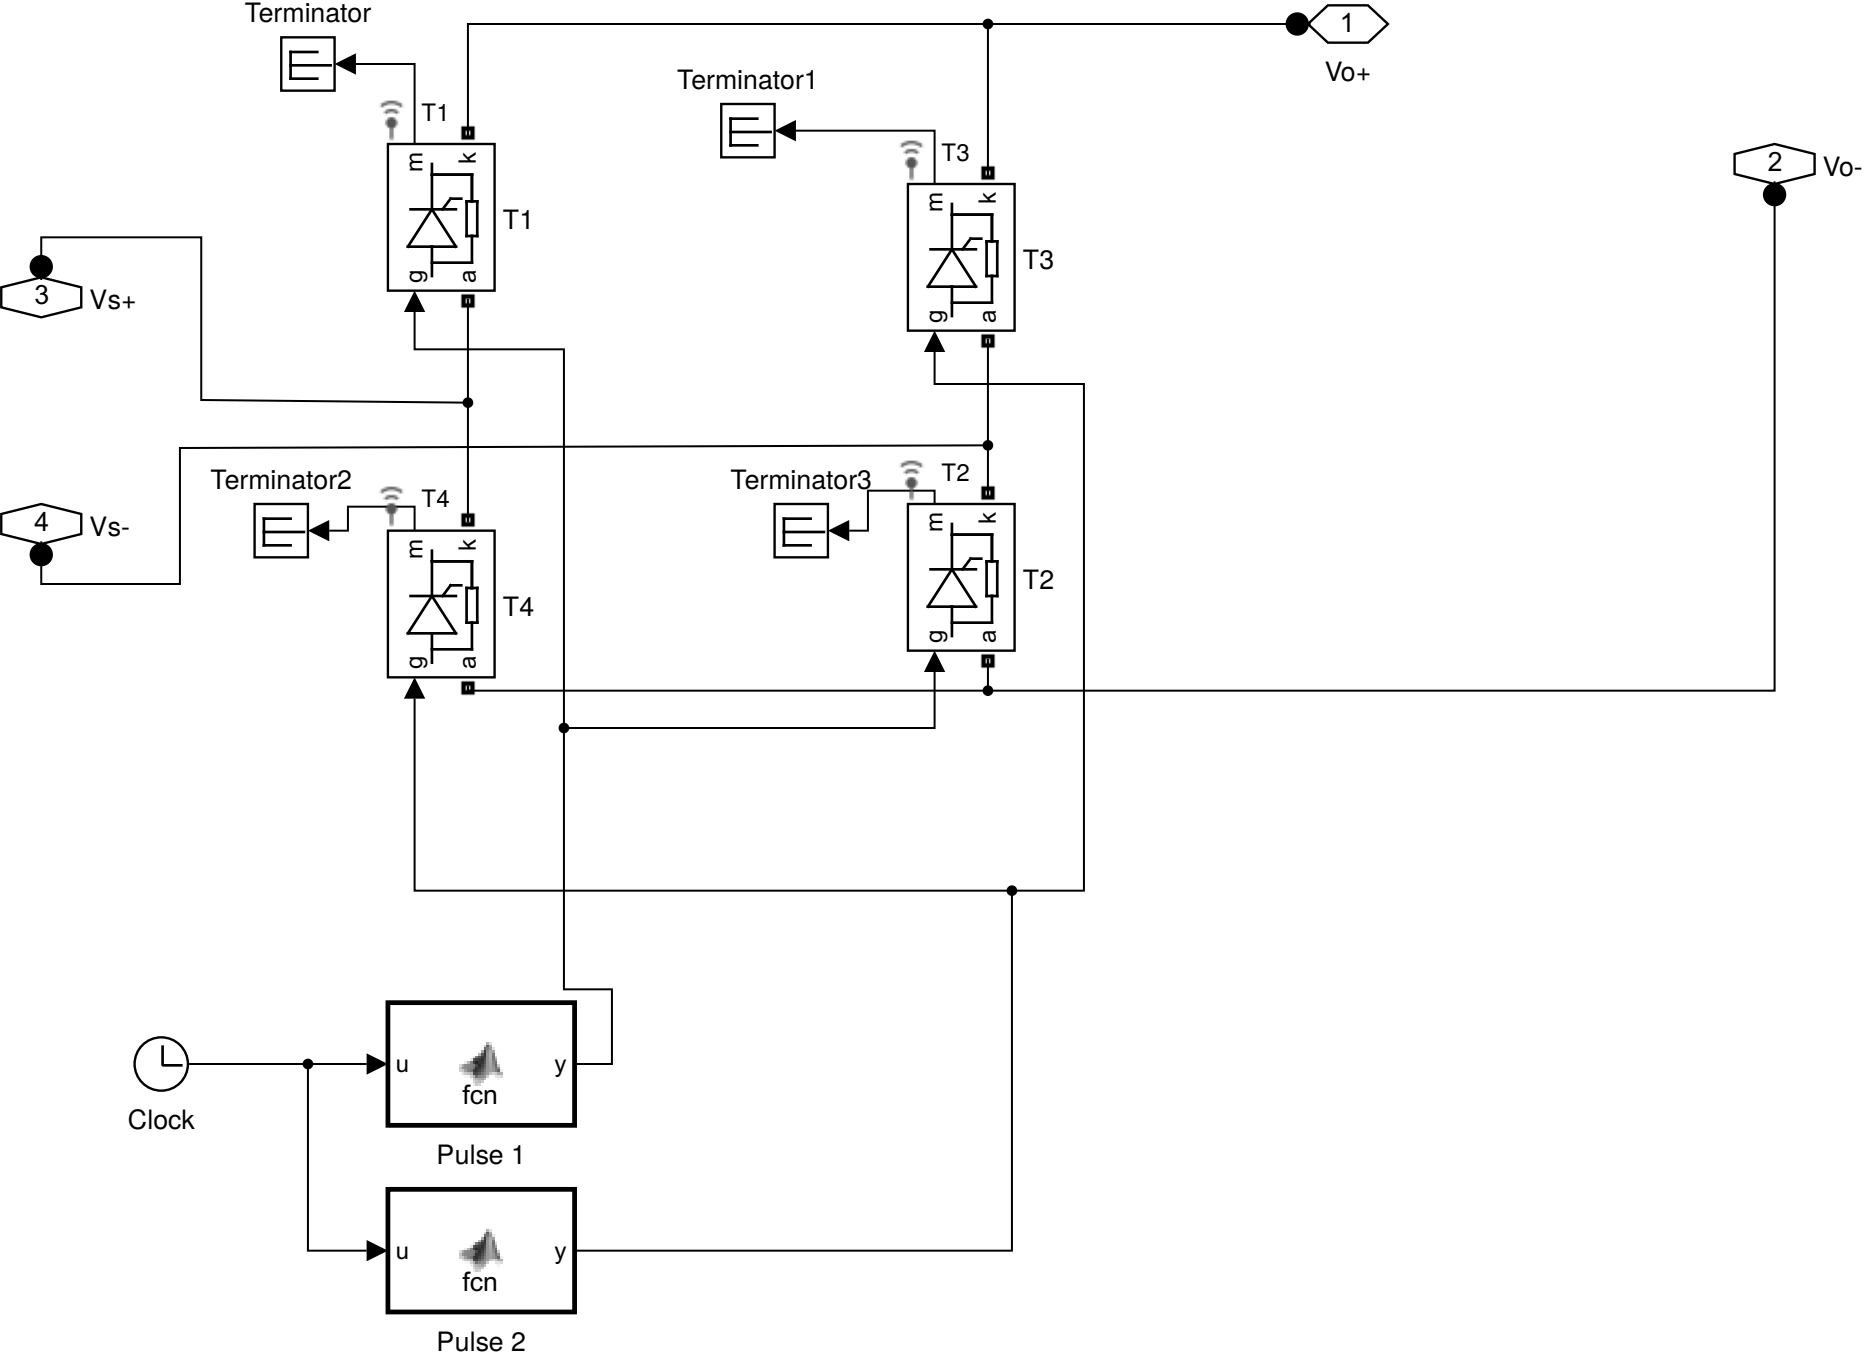 Terminator
1
Vo+
Terminator1
T1
m
k
T1
g
a
T3
m
k
T3
g
a
2
Vo-
3
Vs+
4
Vs-
Terminator2
T4
m
k
T4
g
a
Terminator3
T2
m
k
T2
g
a
Clock
u
fcn
y
Pulse 1
u
fcn
y
Pulse 2